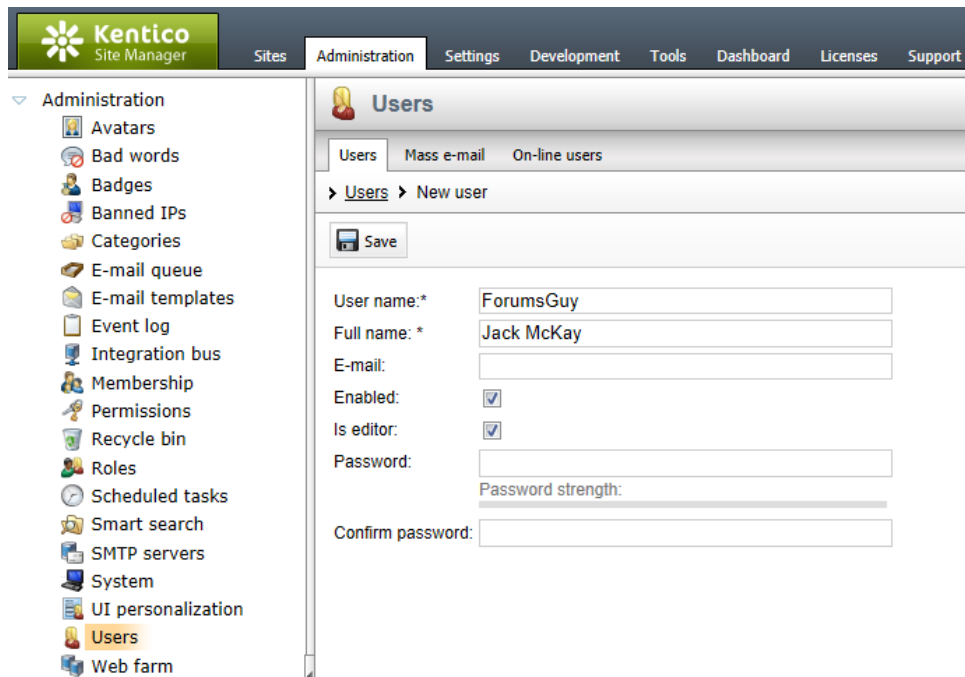 Kentico
Site Manager
Sites Administration Settings Development Tools Dashboard Licenses Support
Administration
Avatars
Bad words
Badges
Banned IPs
Categories
E-mail queue
E-mail templates
Event log
Integration bus
Membership
Permissions
Recycle bin
Roles
Scheduled tasks
Smart search
SMTP servers
System
UI personalization
Users
Web farm
Users
Users Mass e-mail On-line users
Users New user
Save
User name:* ForumsGuy
Full name: * Jack McKay
E-mail:
Enabled:
Is editor:
Password:
Password strength:
Confirm password: